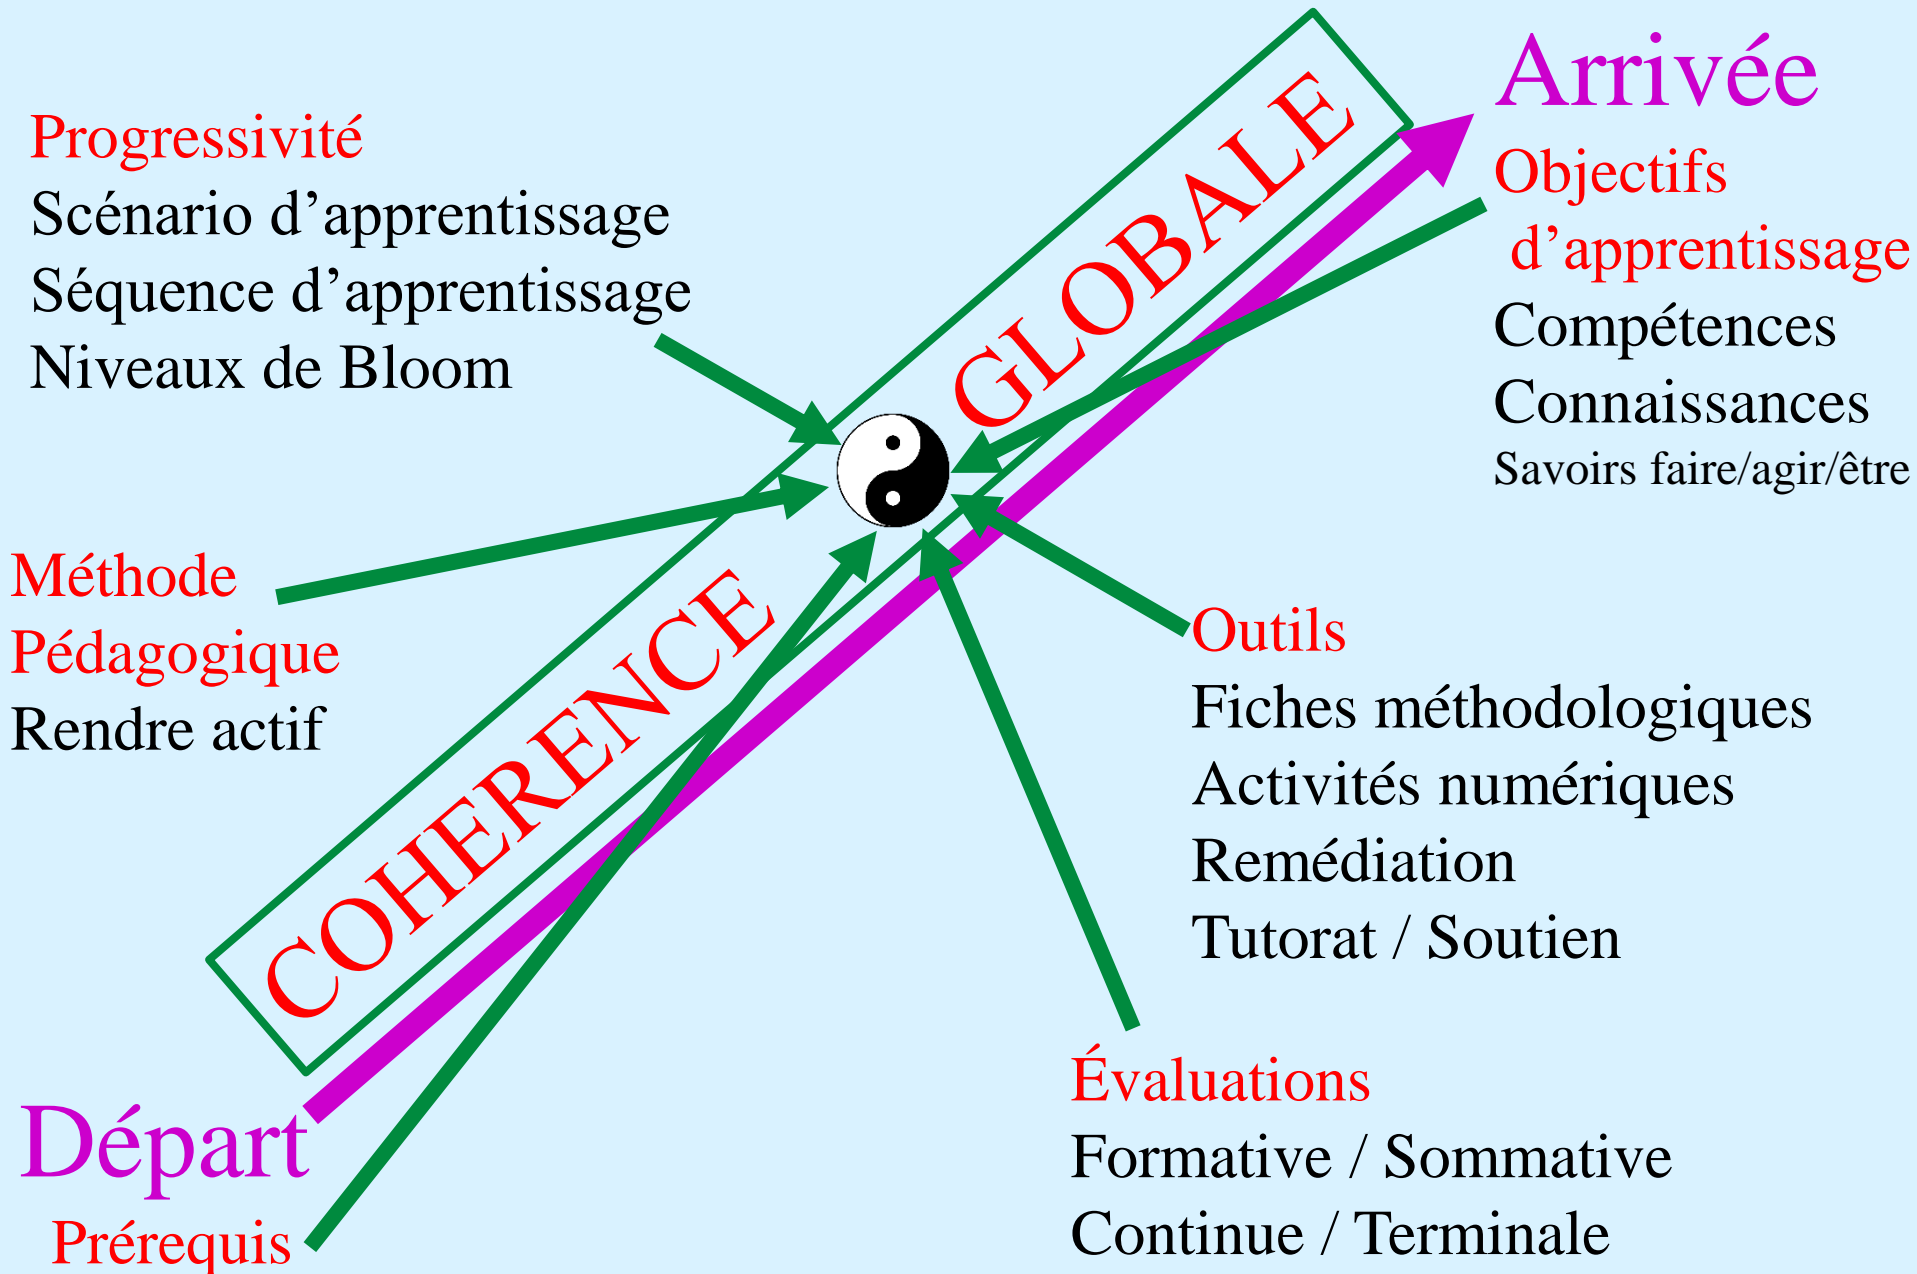 Arrivée
Progressivité
Scénario d’apprentissage
Séquence d’apprentissage
Niveaux de Bloom
Objectifs
d’apprentissage
Compétences
Connaissances
Savoirs faire/agir/être
COHERENCE GLOBALE
Méthode
Pédagogique
Rendre actif
Outils
Fiches méthodologiques
Activités numériques
Remédiation
Tutorat / Soutien
Évaluations
Formative / Sommative
Continue / Terminale
Départ
Prérequis